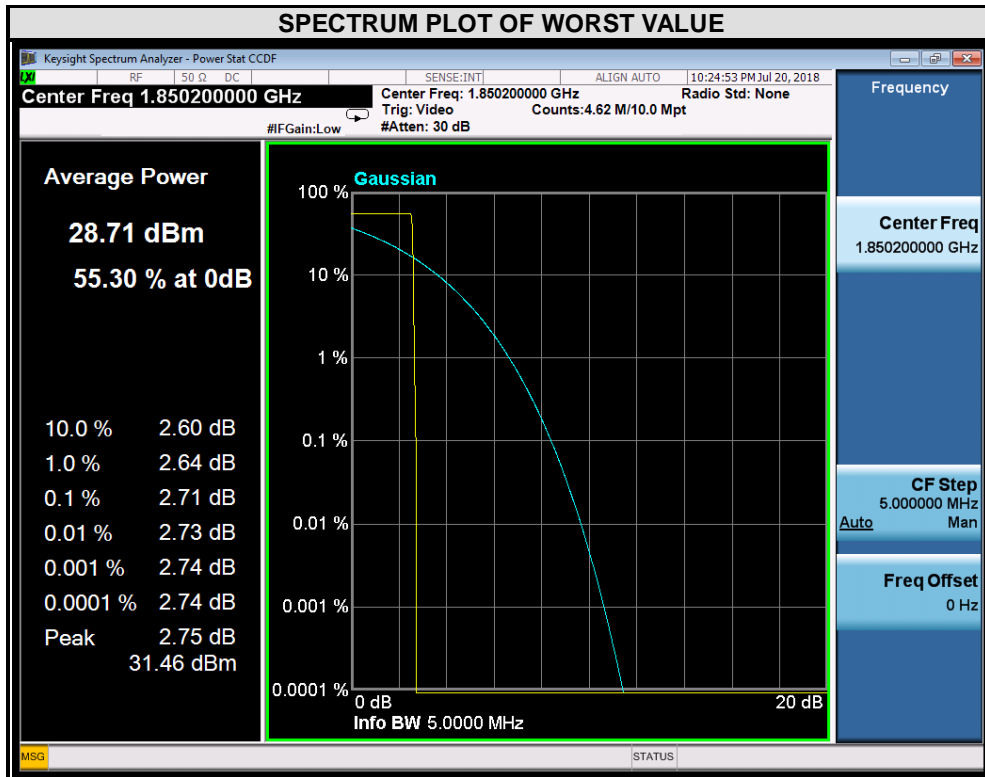 SPECTRUM PLOT OF WORST VALUE
Keysight Spectrum Analyzer - Power Stat CCDF
LXI RF 50 Ω DC SENSE:INT ALIGN AUTO 10:24:53 PM Jul 20, 2018
Center Freq 1.850200000 GHz
Center Freq: 1.850200000 GHz Radio Std: None
Trig: Video Counts:4.62 M/10.0 Mpt
#IFGain:Low #Atten: 30 dB
Frequency
Average Power
28.71 dBm
55.30 % at 0dB
10.0 % 2.60 dB
1.0 % 2.64 dB
0.1 % 2.71 dB
0.01 % 2.73 dB
0.001 % 2.74 dB
0.0001 % 2.74 dB
Peak 2.75 dB
31.46 dBm
Gaussian
100 %
10 %
1 %
0.1 %
0.01 %
0.001 %
0.0001 %
0 dB 20 dB
Info BW 5.0000 MHz
Center Freq
1.850200000 GHz
CF Step
5.000000 MHz
Auto Man
Freq Offset
0 Hz
MSG STATUS